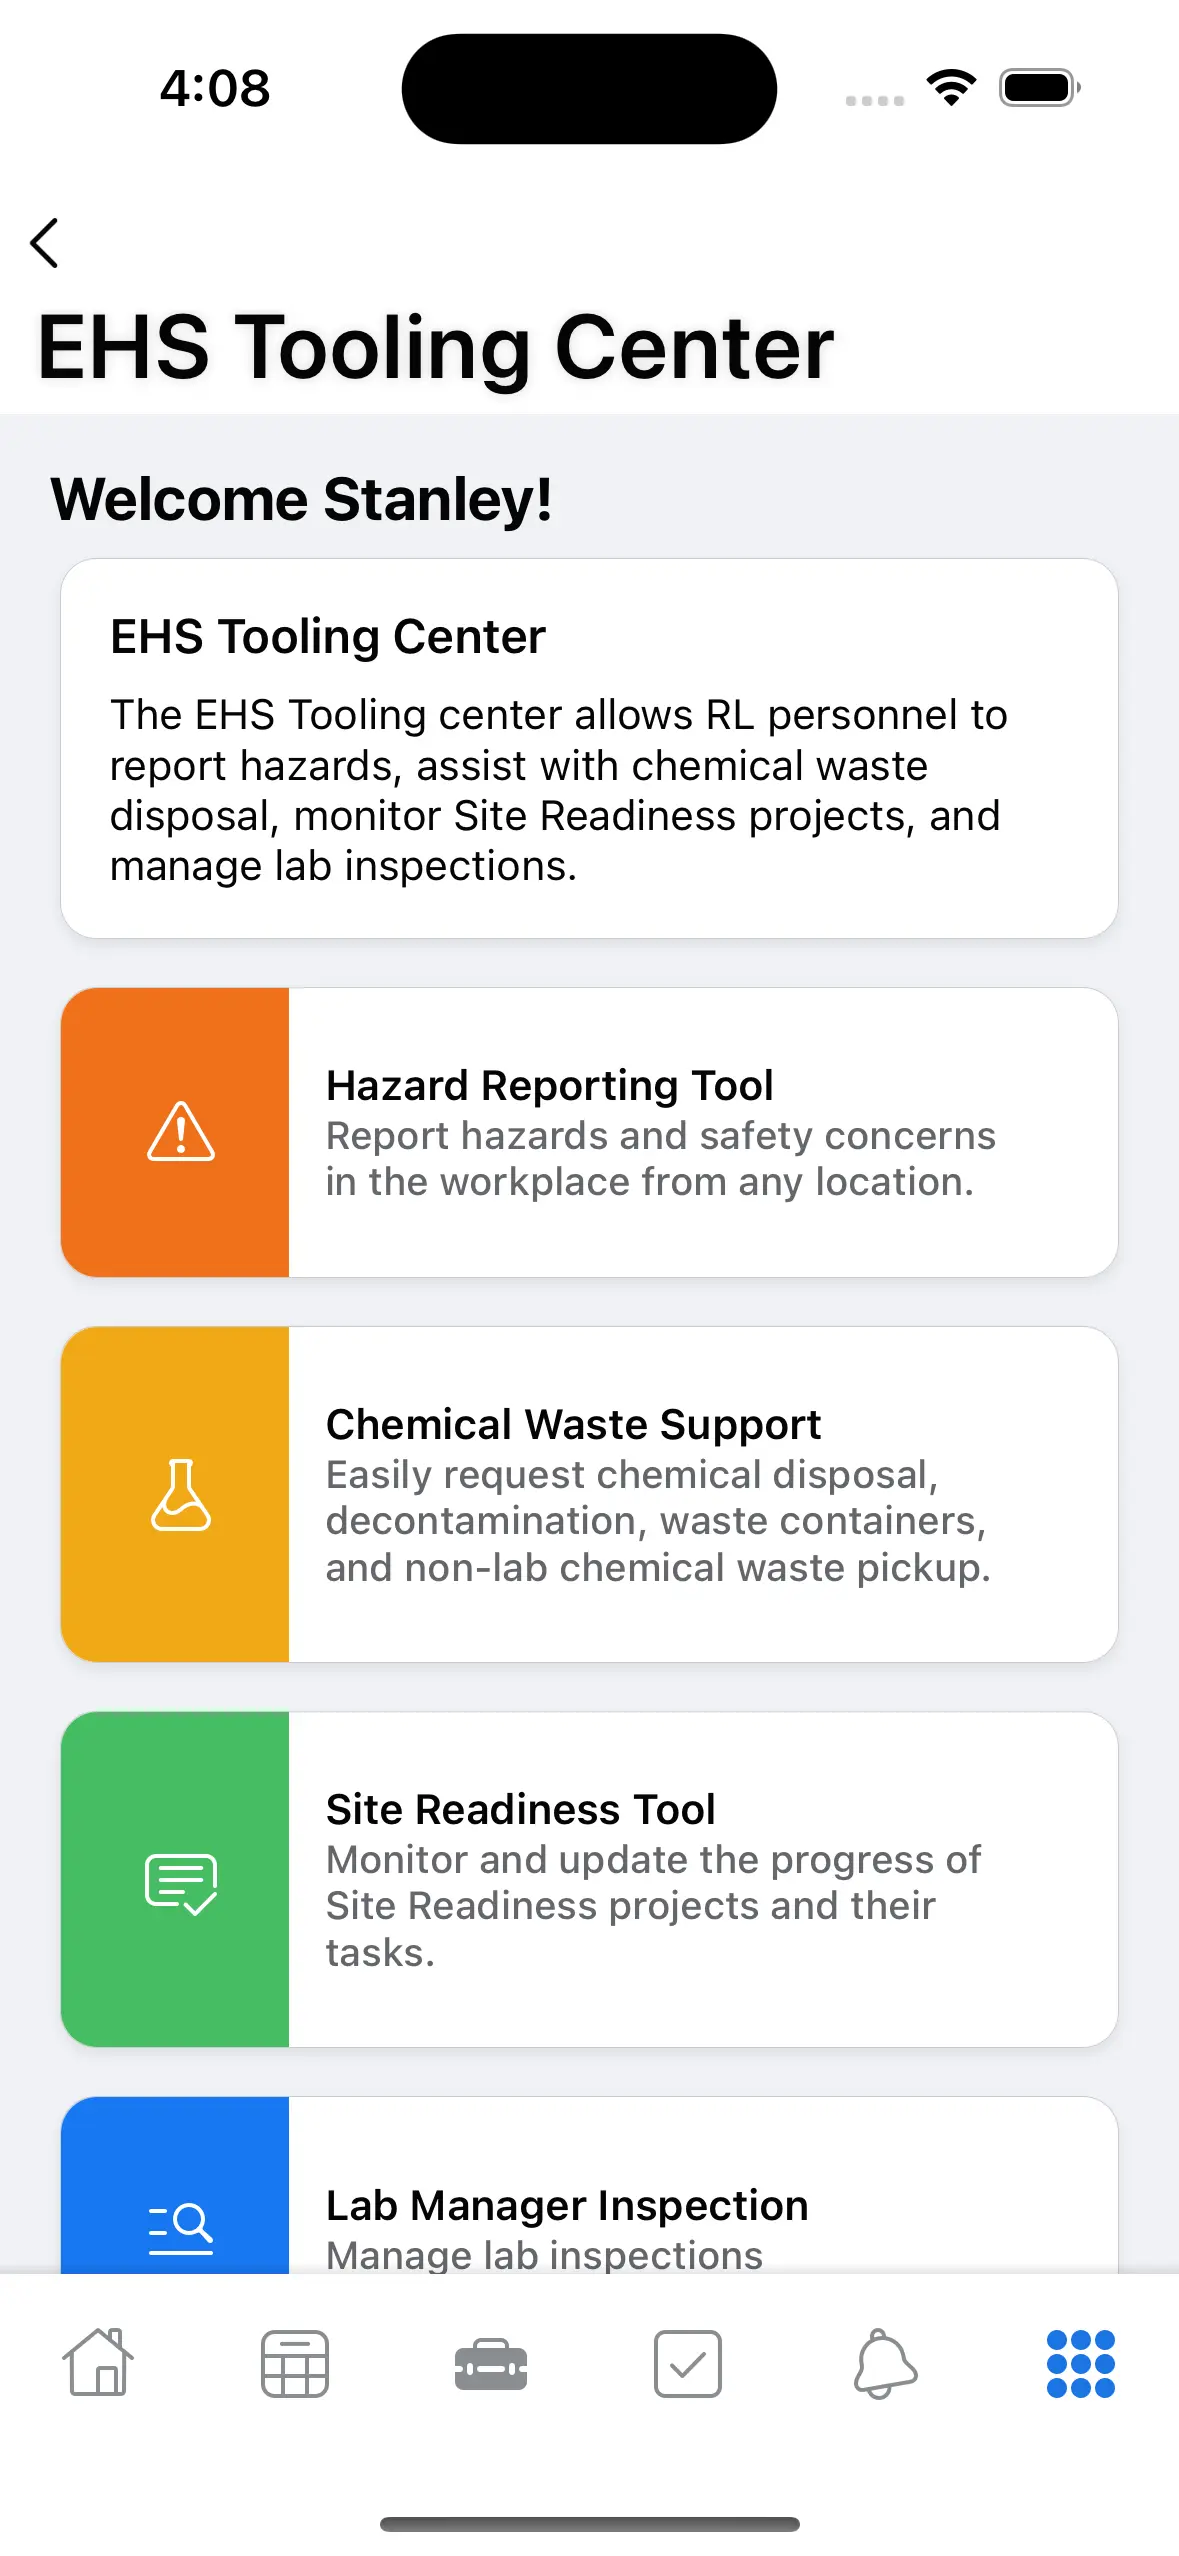 4:08
EHS Tooling Center
Welcome Stanley!
EHS Tooling Center
The EHS Tooling center allows RL personnel to
report hazards, assist with chemical waste
disposal, monitor Site Readiness projects, and
manage lab inspections.
Hazard Reporting Tool
Report hazards and safety concerns
in the workplace from any location.
Chemical Waste Support
Easily request chemical disposal,
decontamination, waste containers,
and non-lab chemical waste pickup.
Site Readiness Tool
Monitor and update the progress of
Site Readiness projects and their
tasks.
Lab Manager Inspection
Manage lab inspections